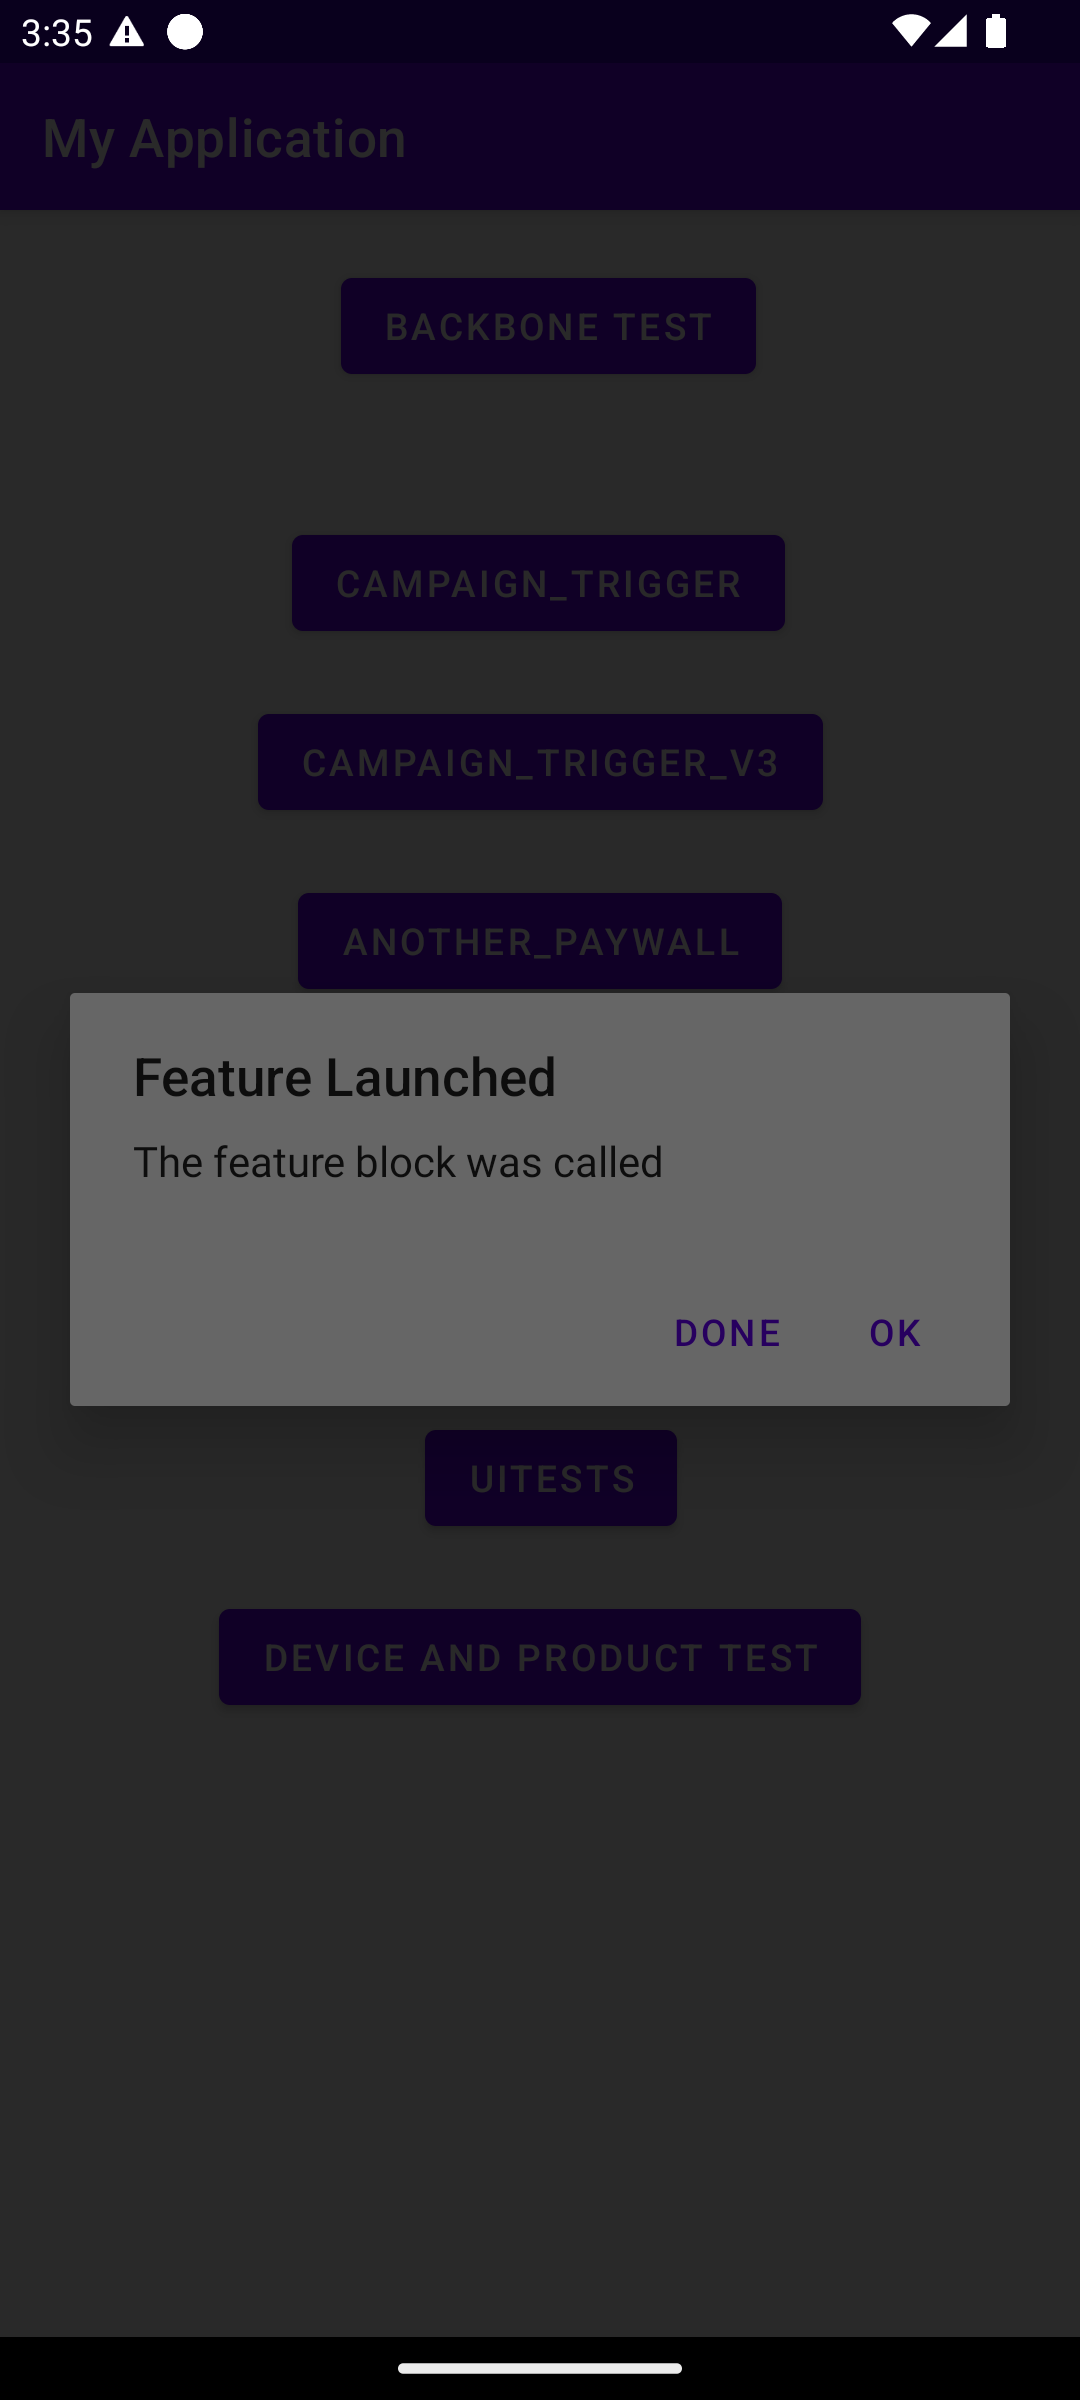 3:35
My Application
BACKBONE TEST
CAMPAIGN_TRIGGER
CAMPAIGN_TRIGGER_V3
ANOTHER_PAYWALL
Feature Launched
The feature block was called
DONE OK
UITESTS
DEVICE AND PRODUCT TEST